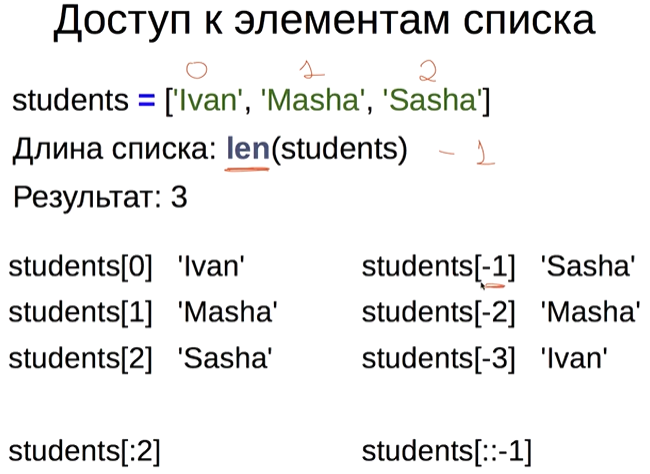 Доступ к элементам списка
0 1 2
students = ['Ivan', 'Masha', 'Sasha']
Длина списка: len(students) - 1
Результат: 3
students[0] 'Ivan' students[-1] 'Sasha'
students[1] 'Masha' students[-2] 'Masha'
students[2] 'Sasha' students[-3] 'Ivan'
students[:2] students[::-1]